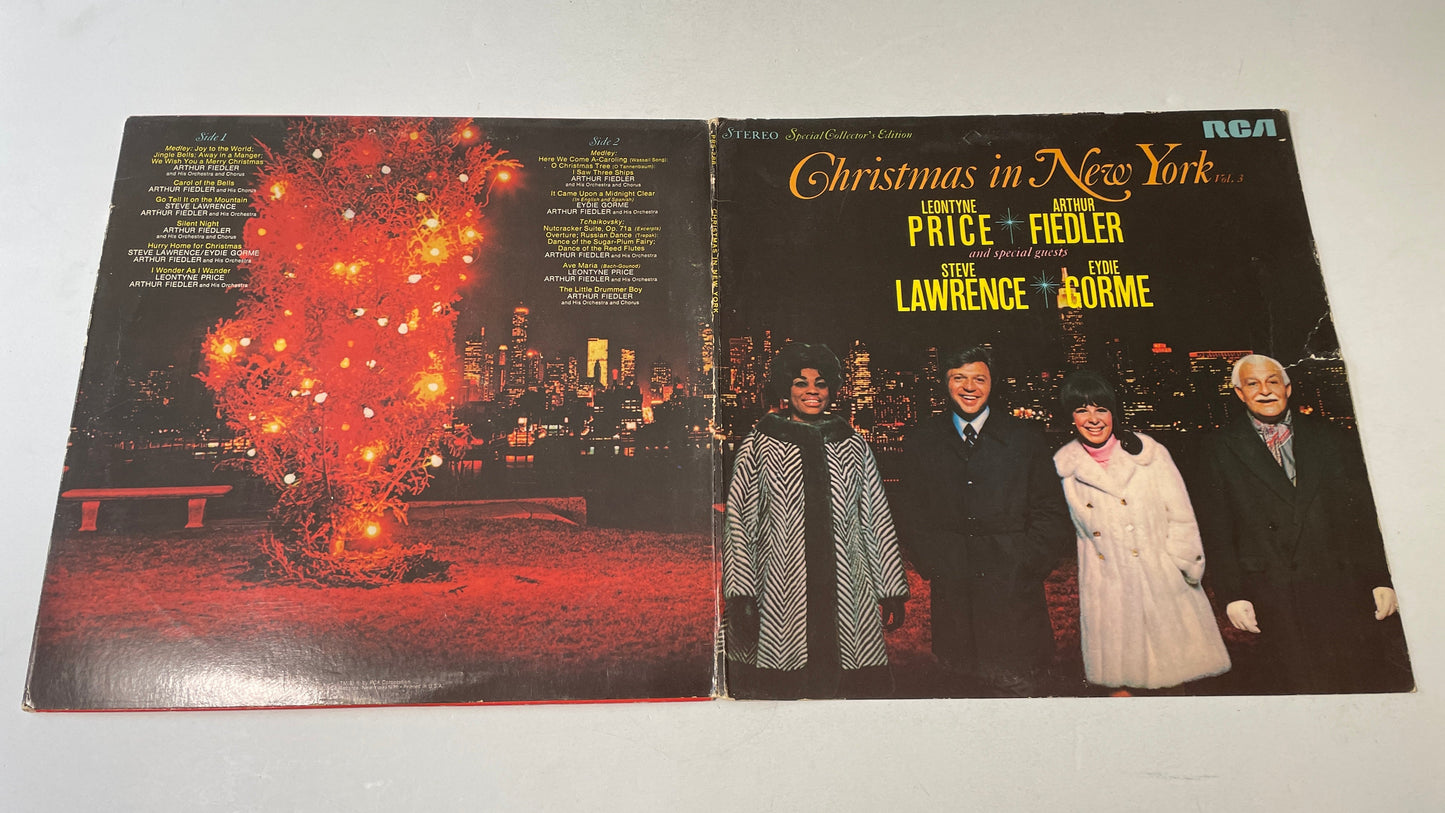 Side 1
Medley: Joy to the World;
Jingle Bells; Away in a Manger;
We Wish You a Merry Christmas
ARTHUR FIEDLER
and His Orchestra and Chorus
Carol of the Bells
ARTHUR FIEDLER and His Chorus
Go Tell It on the Mountain
STEVE LAWRENCE
ARTHUR FIEDLER and His Orchestra
Silent Night
ARTHUR FIEDLER
and His Orchestra and Chorus
Hurry Home for Christmas
STEVE LAWRENCE/EYDIE GORME
ARTHUR FIEDLER and His Orchestra
I Wonder As I Wander
LEONTYNE PRICE
ARTHUR FIEDLER and His Orchestra
Side 2
Medley:
Here We Come A-Caroling (Wassail Song);
O Christmas Tree (O Tannenbaum);
I Saw Three Ships
ARTHUR FIEDLER
and His Orchestra and Chorus
It Came Upon a Midnight Clear
(In English and Spanish)
EYDIE GORME
ARTHUR FIEDLER and His Orchestra
Tchaikovsky:
Nutcracker Suite, Op. 71a (Excerpts)
Overture; Russian Dance (Trepak);
Dance of the Sugar-Plum Fairy;
Dance of the Reed Flutes
ARTHUR FIEDLER and His Orchestra
Ave Maria (Bach-Gounod)
LEONTYNE PRICE
ARTHUR FIEDLER and His Orchestra
The Little Drummer Boy
ARTHUR FIEDLER
and His Orchestra and Chorus
CHRISTMAS IN NEW YORK
STEREO Special Collector's Edition
RCA
Christmas in New York Vol. 3
LEONTYNE PRICE
ARTHUR FIEDLER
and special guests
STEVE LAWRENCE
EYDIE GORME